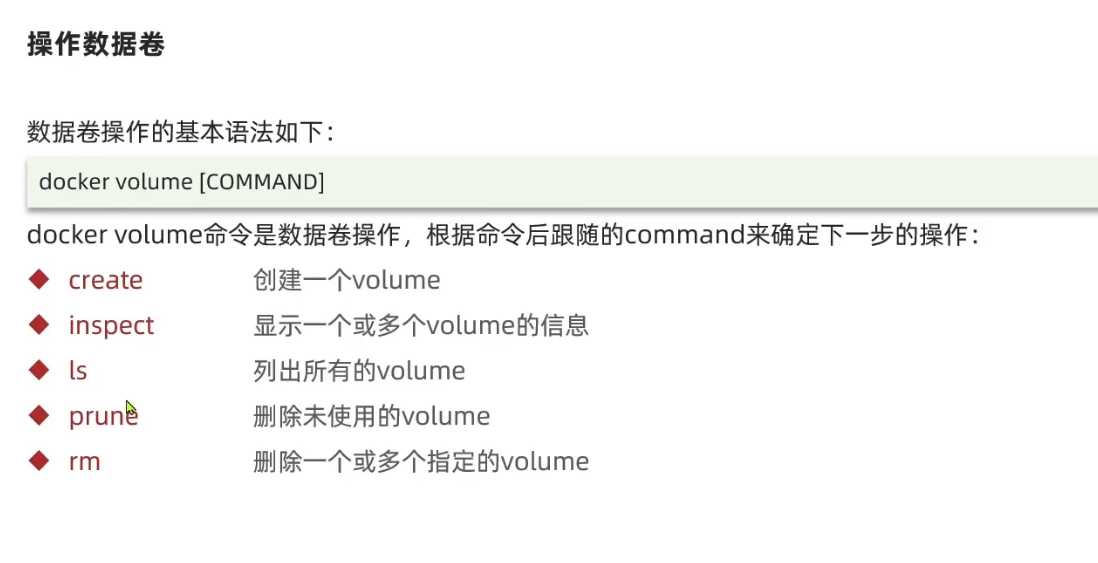 操作数据卷
数据卷操作的基本语法如下：
docker volume [COMMAND]
docker volume命令是数据卷操作，根据命令后跟随的command来确定下一步的操作：
create 创建一个volume
inspect 显示一个或多个volume的信息
ls 列出所有的volume
prune 删除未使用的volume
rm 删除一个或多个指定的volume